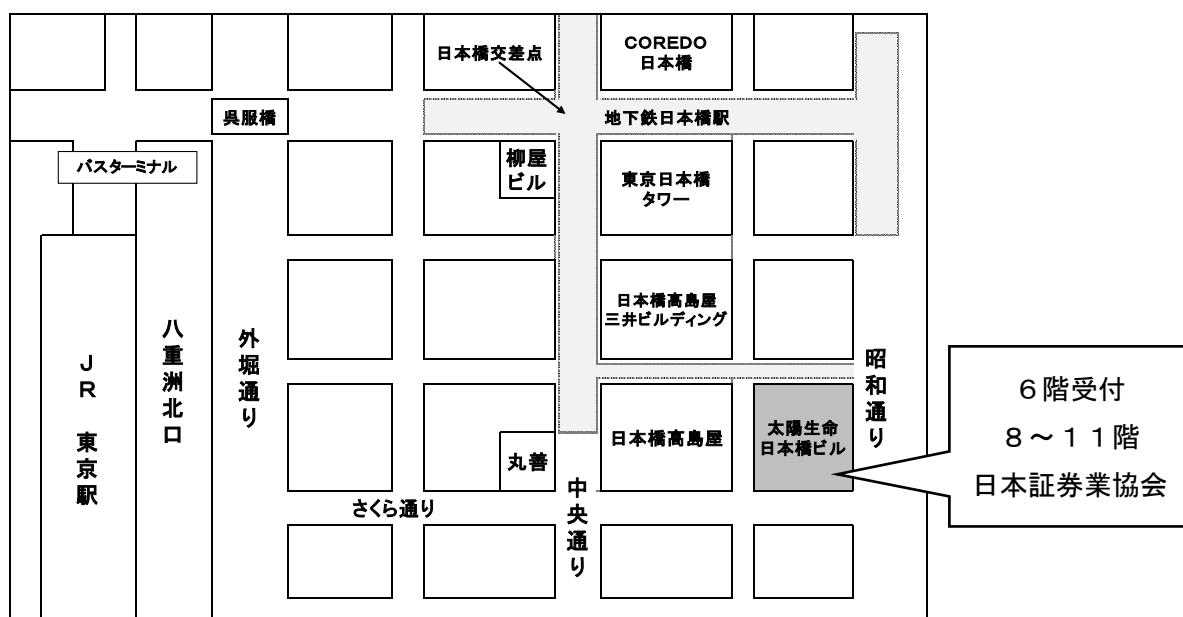 日本橋交差点
ＣＯＲＥＤＯ
日本橋
呉服橋
地下鉄日本橋駅
バスターミナル
柳屋
ビル
東京日本橋
タワー
日本橋高島屋
三井ビルディング
ＪＲ　東京駅
八重洲北口
外堀通り
昭和通り
６階受付
８～１１階
日本証券業協会
丸善
日本橋高島屋
太陽生命
日本橋ビル
さくら通り
中央通り